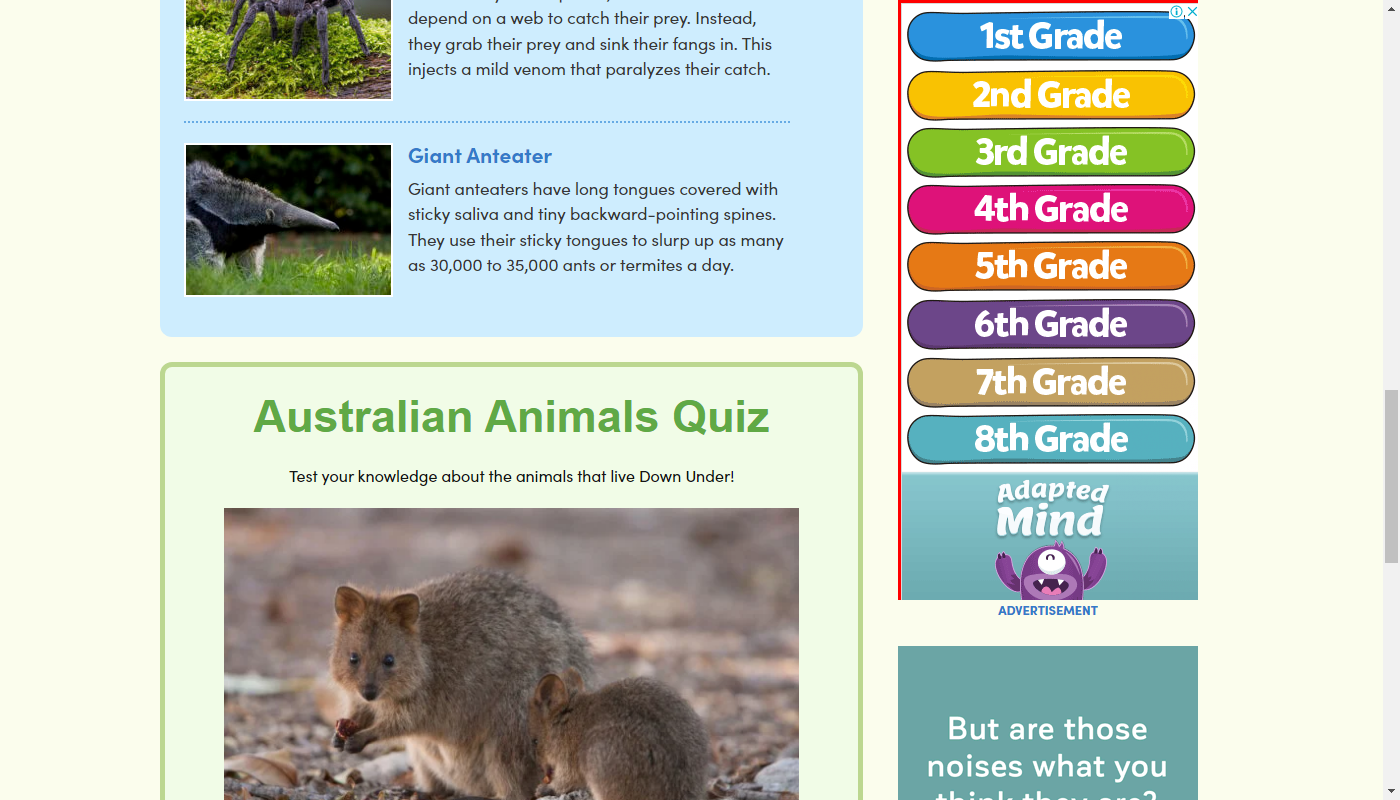 depend on a web to catch their prey. Instead,
they grab their prey and sink their fangs in. This
injects a mild venom that paralyzes their catch.
Giant Anteater
Giant anteaters have long tongues covered with
sticky saliva and tiny backward-pointing spines.
They use their sticky tongues to slurp up as many
as 30,000 to 35,000 ants or termites a day.
Australian Animals Quiz
Test your knowledge about the animals that live Down Under!
1st Grade
2nd Grade
3rd Grade
4th Grade
5th Grade
6th Grade
7th Grade
8th Grade
Adapted
Mind
ADVERTISEMENT
But are those
noises what you
think they are?